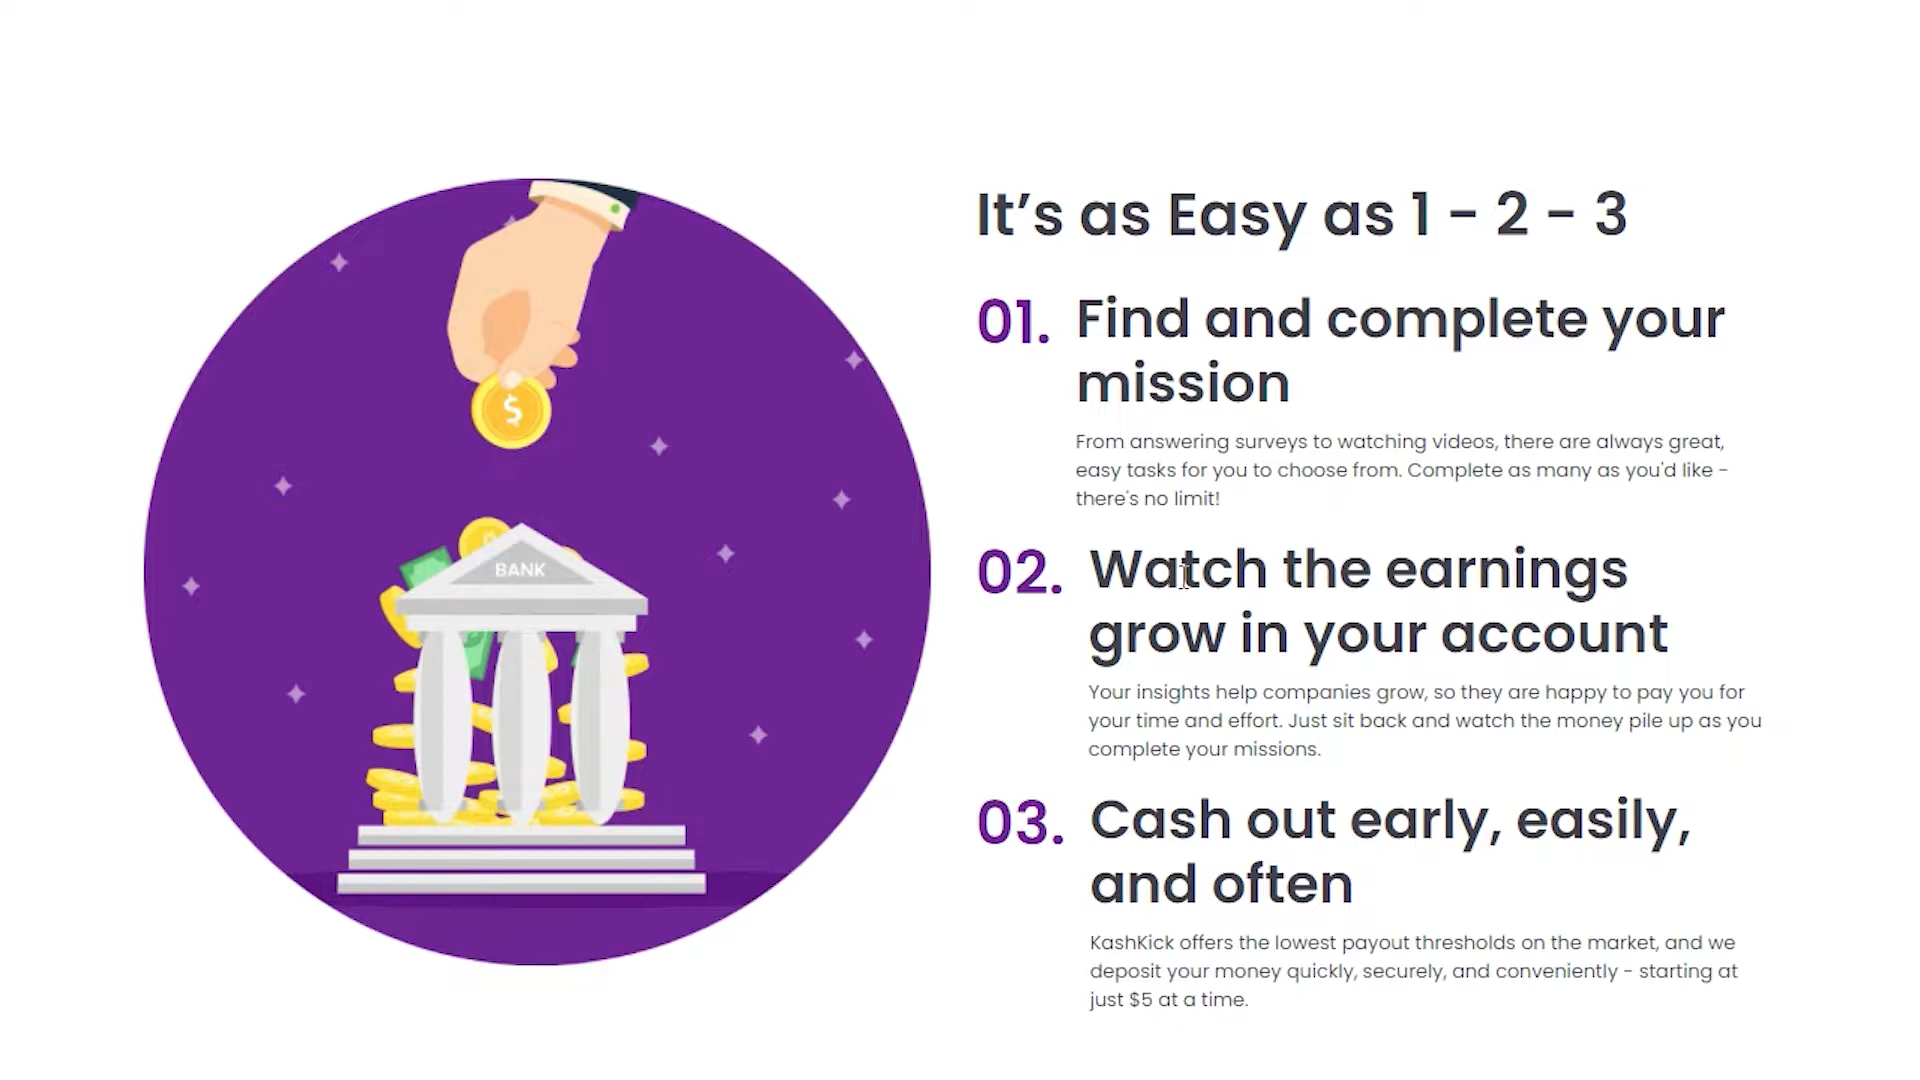 It’s as Easy as 1 - 2 - 3
01. Find and complete your
mission
From answering surveys to watching videos, there are always great,
easy tasks for you to choose from. Complete as many as you'd like -
there's no limit!
02. Watch the earnings
grow in your account
Your insights help companies grow, so they are happy to pay you for
your time and effort. Just sit back and watch the money pile up as you
complete your missions.
03. Cash out early, easily,
and often
KashKick offers the lowest payout thresholds on the market, and we
deposit your money quickly, securely, and conveniently - starting at
just $5 at a time.
$
BANK